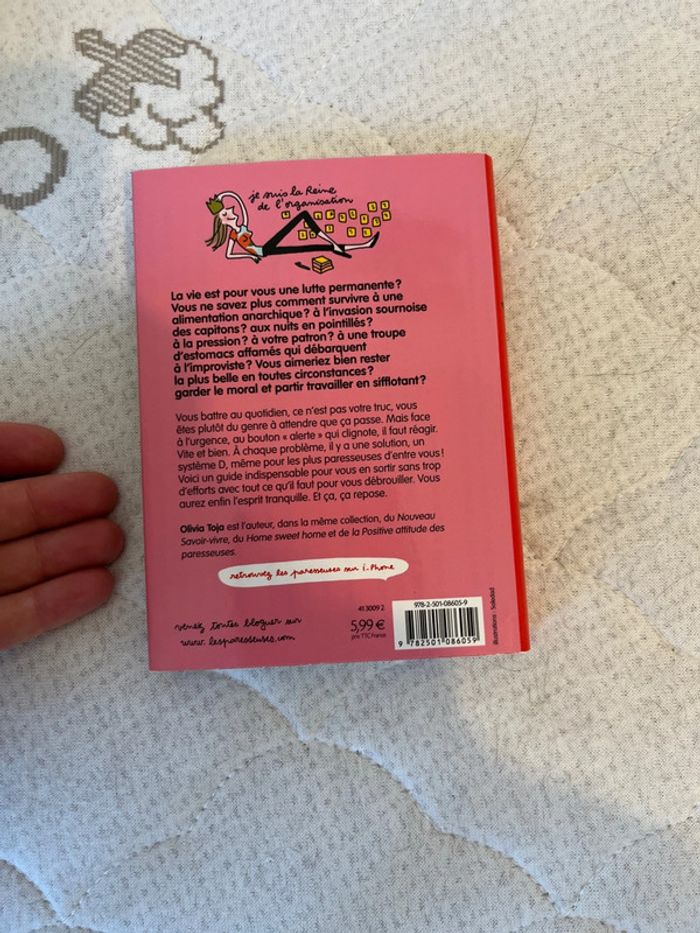 je suis la Reine
de l'organisation
La vie est pour vous une lutte permanente ?
Vous ne savez plus comment survivre à une
alimentation anarchique ? à l'invasion sournoise
des capitons ? aux nuits en pointillés ?
à la pression ? à votre patron ? à une troupe
d'estomacs affamés qui débarquent
à l'improviste ? Vous aimeriez bien rester
la plus belle en toutes circonstances ?
garder le moral et partir travailler en sifflotant ?
Vous battre au quotidien, ce n'est pas votre truc, vous
êtes plutôt du genre à attendre que ça passe. Mais face
à l'urgence, au bouton « alerte » qui clignote, il faut réagir.
Vite et bien. À chaque problème, il y a une solution, un
système D, même pour les plus paresseuses d'entre vous !
Voici un guide indispensable pour vous en sortir sans trop
d'efforts avec tout ce qu'il faut pour vous débrouiller. Vous
aurez enfin l'esprit tranquille. Et ça, ça repose.
Olivia Toja est l'auteur, dans la même collection, du Nouveau
Savoir-vivre, du Home sweet home et de la Positive attitude des
paresseuses.
retrouvez les paresseuses sur i.Phone
venez toutes bloguer sur
www.lesparesseuses.com
41 3009 2
5,99 €
prix TTC France
978-2-501-08605-9
9 782501 086059
illustrations : Soledad